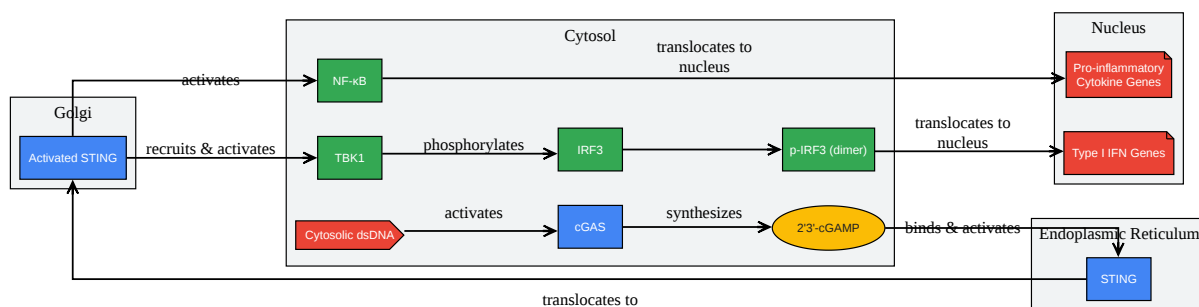 Nucleus
Cytosol
translocates to
nucleus
Pro-inflammatory
Cytokine Genes
NF-κB
activates
Golgi
translocates to
nucleus
Activated STING
recruits & activates
TBK1
phosphorylates
IRF3
p-IRF3 (dimer)
Type I IFN Genes
activates
synthesizes
Cytosolic dsDNA
cGAS
2'3'-cGAMP
binds & activates
Endoplasmic Reticulum
STING
translocates to